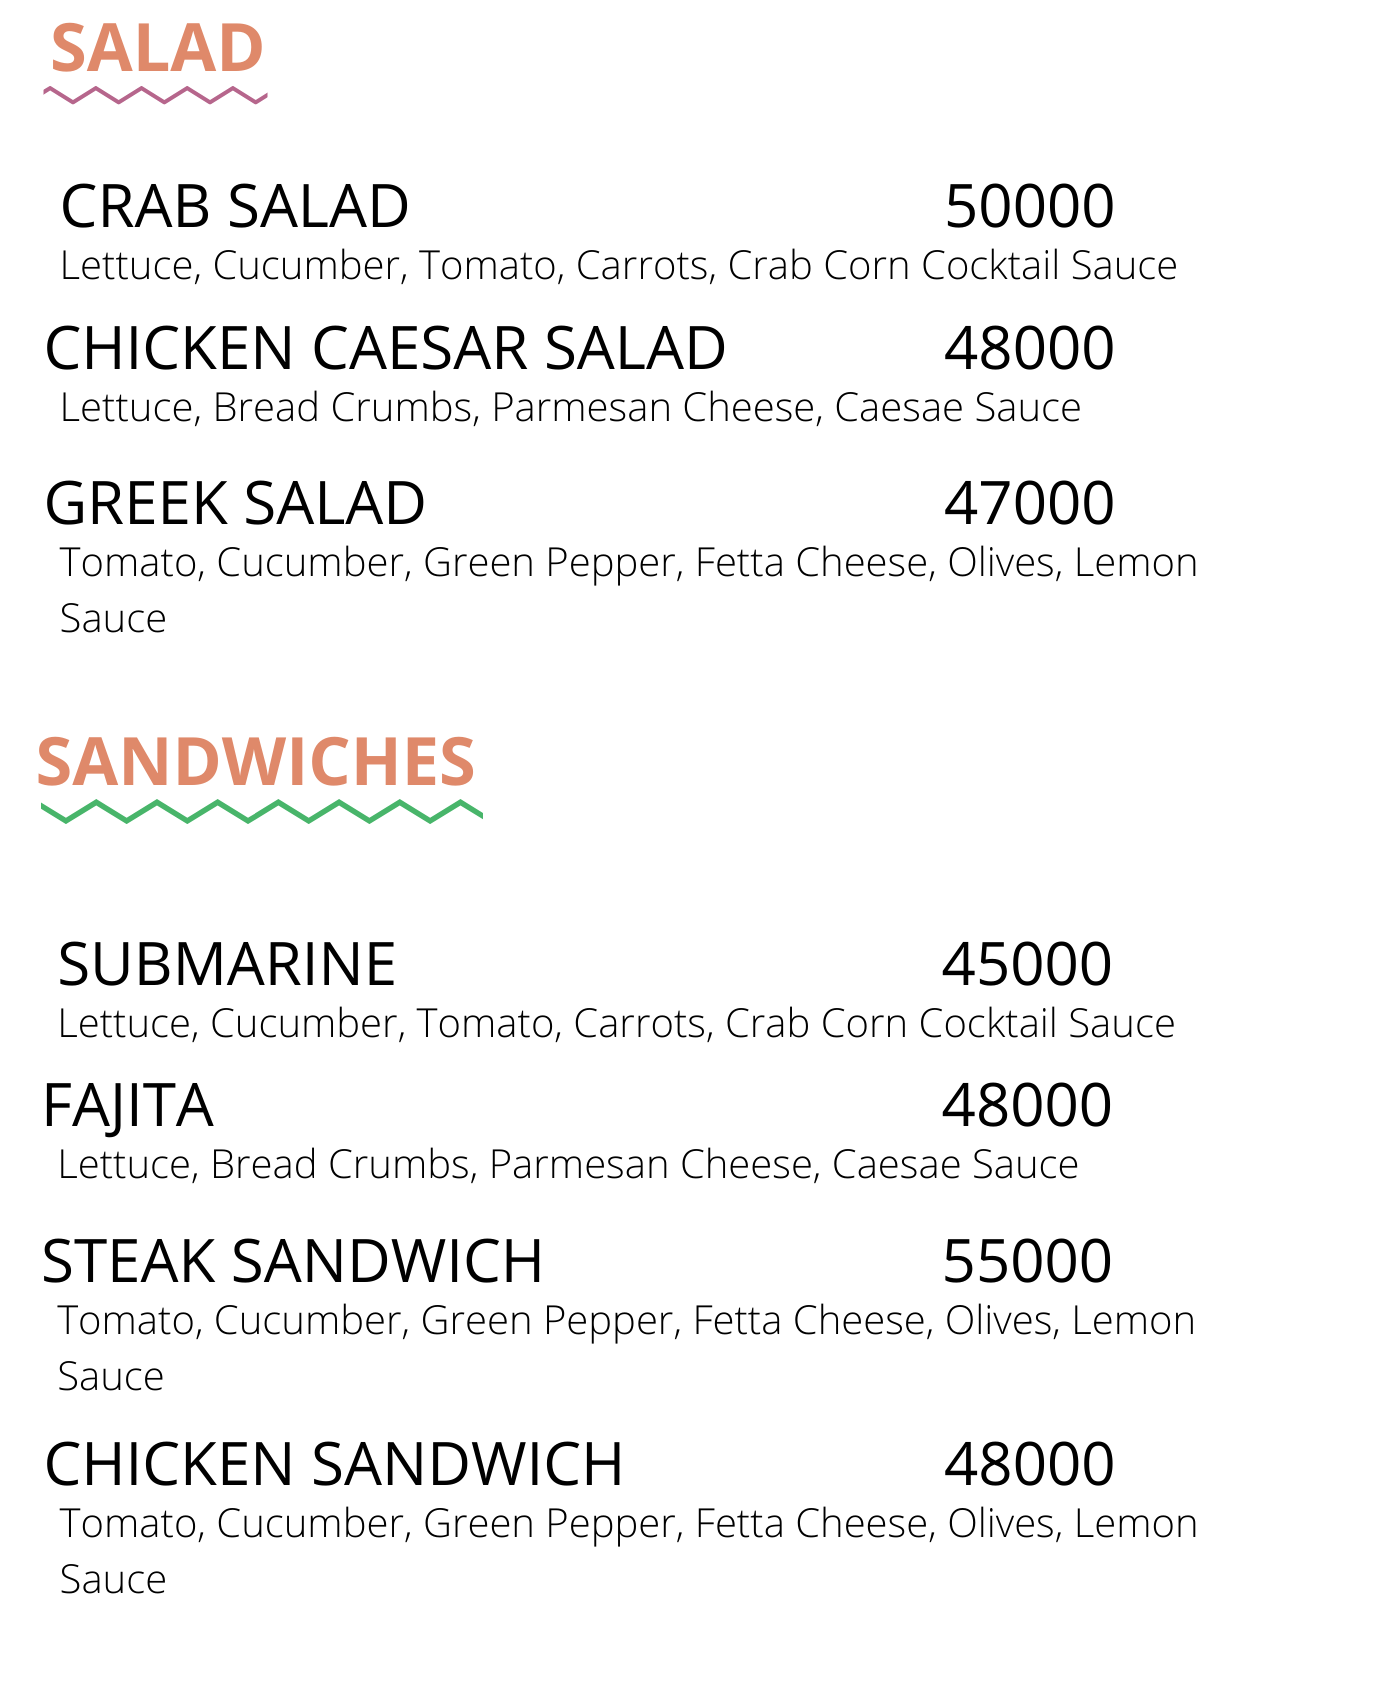 SALAD
CRAB SALAD 50000
Lettuce, Cucumber, Tomato, Carrots, Crab Corn Cocktail Sauce
CHICKEN CAESAR SALAD 48000
Lettuce, Bread Crumbs, Parmesan Cheese, Caesae Sauce
GREEK SALAD 47000
Tomato, Cucumber, Green Pepper, Fetta Cheese, Olives, Lemon
Sauce
SANDWICHES
SUBMARINE 45000
Lettuce, Cucumber, Tomato, Carrots, Crab Corn Cocktail Sauce
FAJITA 48000
Lettuce, Bread Crumbs, Parmesan Cheese, Caesae Sauce
STEAK SANDWICH 55000
Tomato, Cucumber, Green Pepper, Fetta Cheese, Olives, Lemon
Sauce
CHICKEN SANDWICH 48000
Tomato, Cucumber, Green Pepper, Fetta Cheese, Olives, Lemon
Sauce